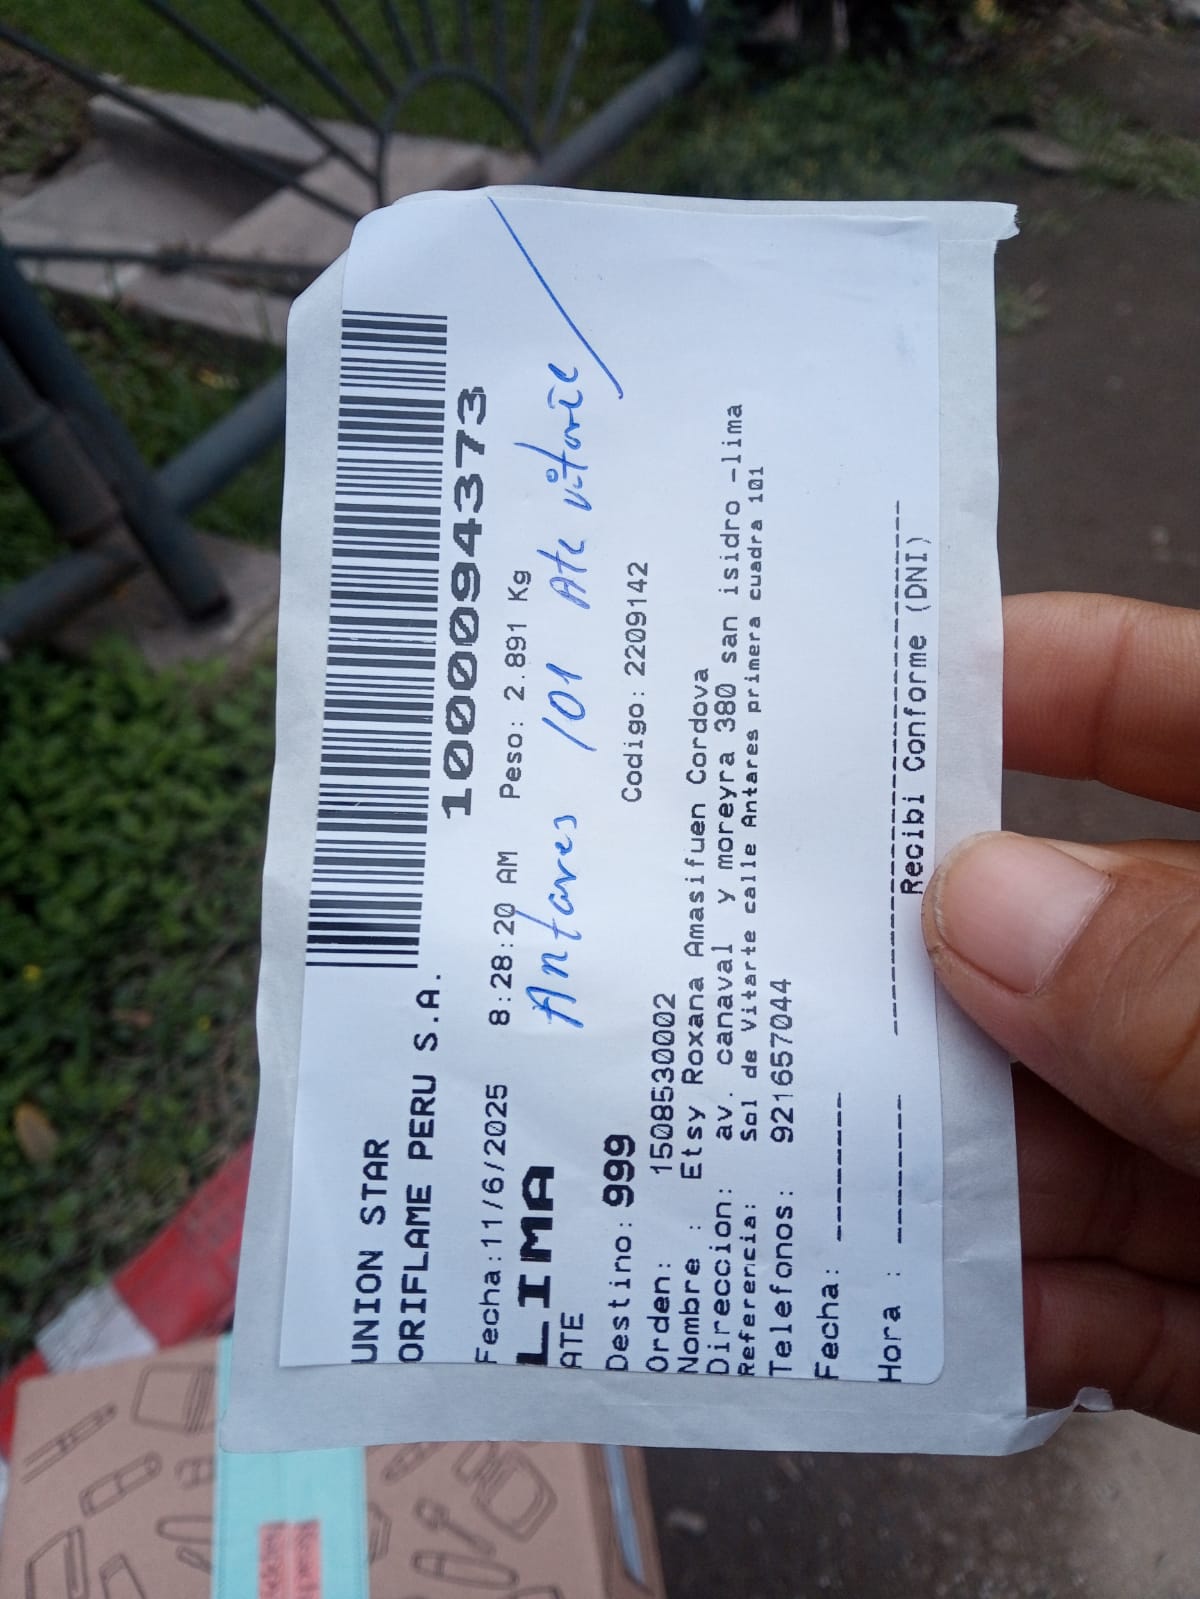 UNION STAR
ORIFLAME PERU S.A.
1000094373
Fecha:11/6/2025 8:28:20 AM Peso: 2.891 Kg
LIMA
Antares 101 Ate vitarte
ATE
Destino: 999 Codigo: 2209142
Orden: 1508530002
Nombre : Etsy Roxana Amasifuen Cordova
Direccion: av. canaval y moreyra 380 san isidro -lima
Referencia: Sol de Vitarte calle Antares primera cuadra 101
Telefonos: 921657044
Fecha: --------
Hora : --------
Recibi Conforme (DNI)